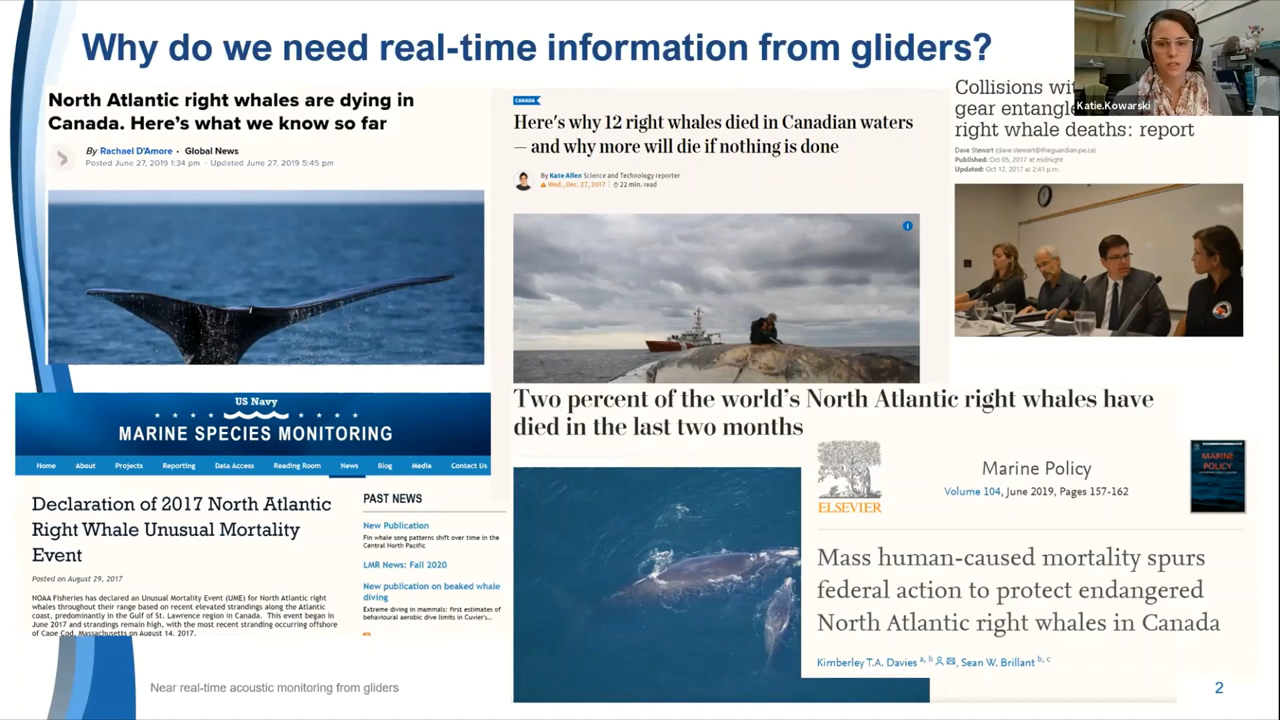 Why do we need real-time information from gliders?
Katie.Kowarski
North Atlantic right whales are dying in
Canada. Here's what we know so far
By Rachael D'Amore • Global News
Posted June 27, 2019 1:34 pm · Updated June 27, 2019 5:45 pm
CANADA
Here's why 12 right whales died in Canadian waters
— and why more will die if nothing is done
By Kate Allen Science and Technology reporter
Wed., Dec. 27, 2017 | 22 min. read
Collisions
gear
right whale deaths: report
Dave Stewart (dave.stewart@theguardian.pe.ca)
Published: Oct 05, 2017 at midnight
Updated: Oct 12, 2017 at 2:41 p.m.
US Navy
MARINE SPECIES MONITORING
Home About Projects Reporting Data Access Reading Room News Blog Media Contact Us
Declaration of 2017 North Atlantic
Right Whale Unusual Mortality
Event
Posted on August 29, 2017
NOAA Fisheries has declared an Unusual Mortality Event (UME) for North Atlantic right
whales throughout their range based on recent elevated strandings along the Atlantic
coast, predominantly in the Gulf of St. Lawrence region in Canada. This event began in
June 2017 and strandings remain high, with the most recent stranding occurring offshore
of Cape Cod, Massachusetts on August 14, 2017.
PAST NEWS
New Publication
Fin whale song patterns shift over time in the
Central North Pacific
LMR News: Fall 2020
New publication on beaked whale
diving
Extreme diving in mammals: first estimates of
behavioural aerobic dive limits in Cuvier's...
Two percent of the world's North Atlantic right whales have
died in the last two months
ELSEVIER
Marine Policy
Volume 104, June 2019, Pages 157-162
MARINE
POLICY
Mass human-caused mortality spurs
federal action to protect endangered
North Atlantic right whales in Canada
Kimberley T.A. Davies a, b, Sean W. Brillant b, c
Near real-time acoustic monitoring from gliders
2